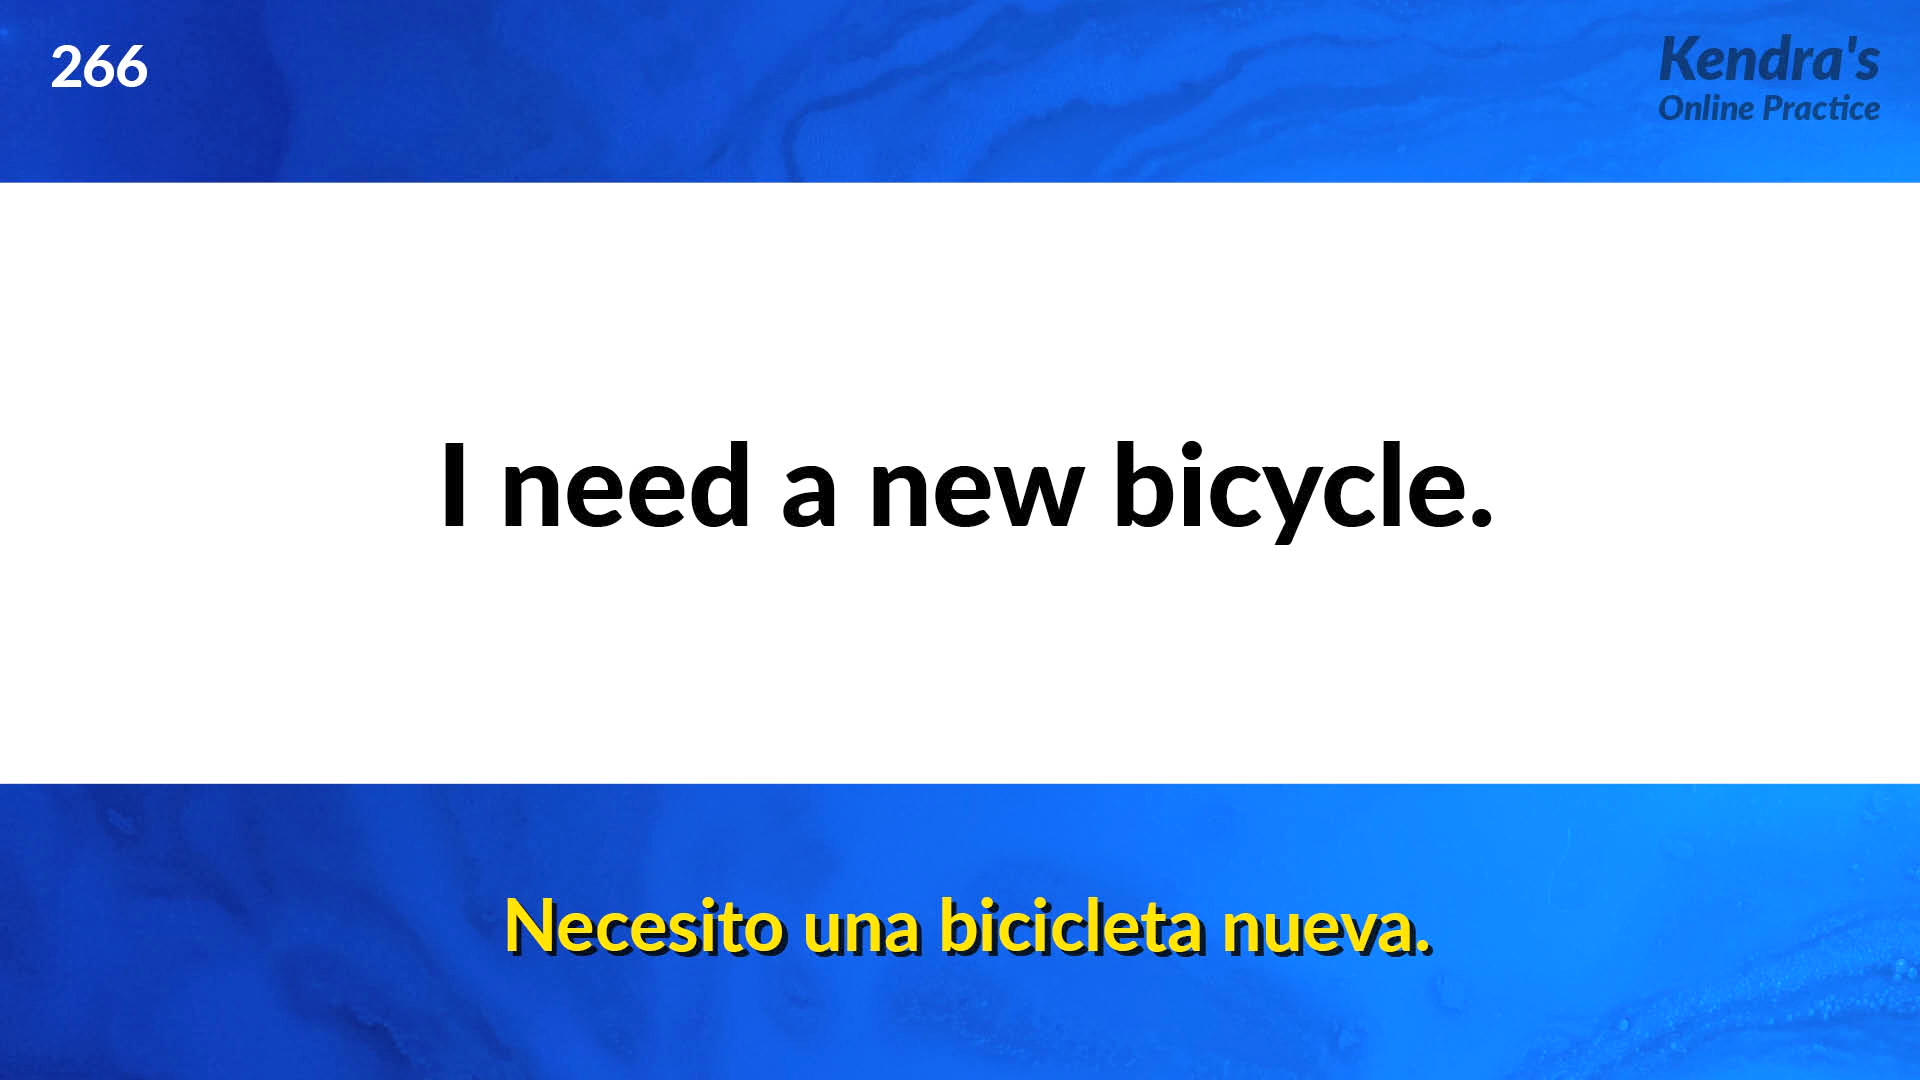 266
Kendra's
Online Practice
I need a new bicycle.
Necesito una bicicleta nueva.